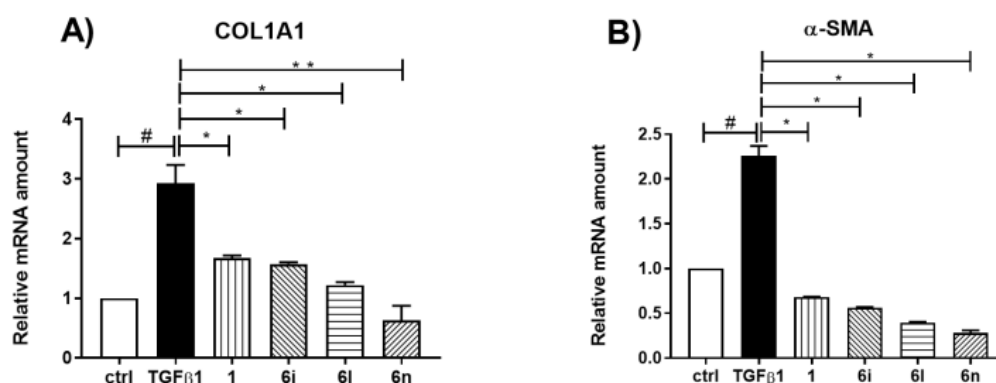 A)
COL1A1
* *
*
*
#
*
Relative mRNA amount
4
3
2
1
0
ctrl TGFβ1 1 6i 6l 6n
B)
α-SMA
*
*
*
#
*
Relative mRNA amount
2.5
2.0
1.5
1.0
0.5
0.0
ctrl TGFβ1 1 6i 6l 6n